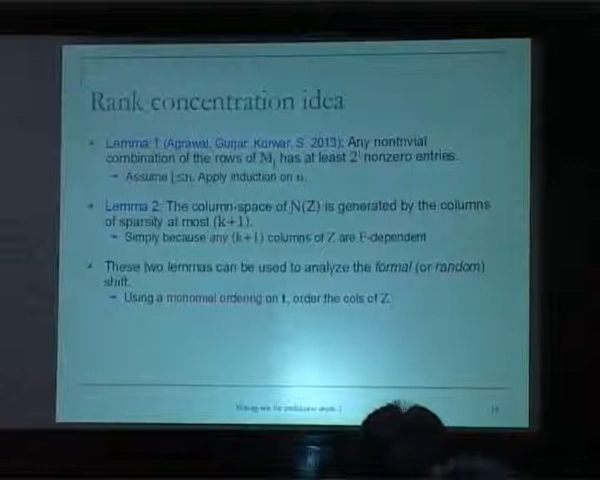 Rank concentration idea
Lemma 1 (Agrawal, Gurjar, Korwar, S. 2013): Any nontrivial
combination of the rows of M has at least 2 nonzero entries.
Apply induction on n.
Lemma 2: The column-space of N(Z) is generated by the columns
of sparsity at most (k+1).
Simply because any (k+1) columns of Z are F-dependent
These two lemmas can be used to analyze the formal (or random)
shift.
Using a monomial ordering on t, order the cols of Z.